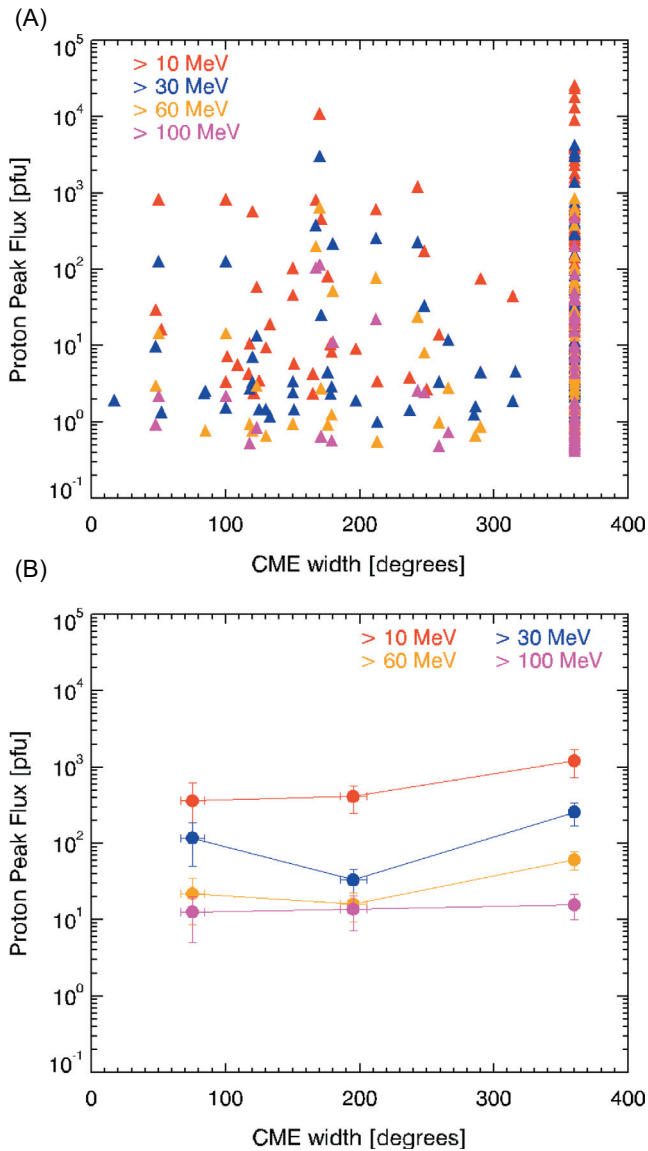 (A)
10^5
10^4
10^3
10^2
10^1
10^0
10^-1
Proton Peak Flux [pfu]
> 10 MeV
> 30 MeV
> 60 MeV
> 100 MeV
0 100 200 300 400
CME width [degrees]
(B)
10^5
10^4
10^3
10^2
10^1
10^0
10^-1
Proton Peak Flux [pfu]
> 10 MeV > 30 MeV
> 60 MeV > 100 MeV
0 100 200 300 400
CME width [degrees]